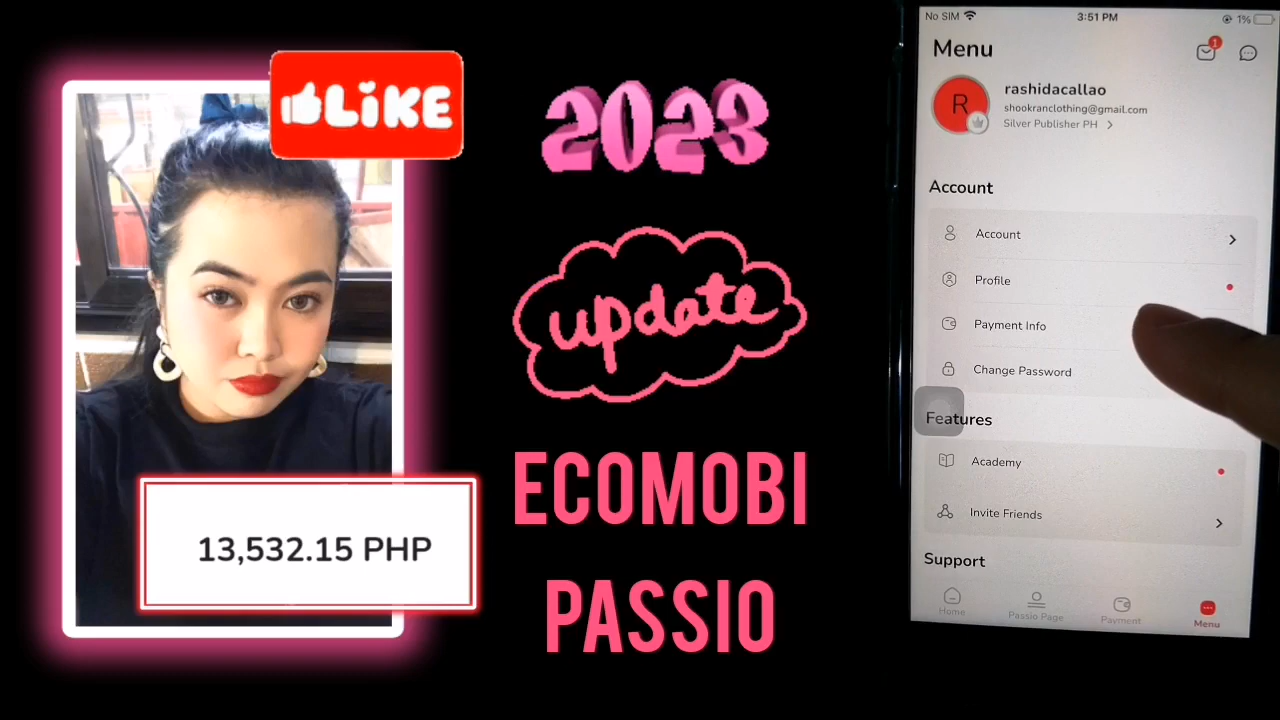 LiKE
13,532.15 PHP
2023
update
ECOMOBI
PASSIO
No SIM
3:51 PM
1%
Menu
1
R
rashidacallao
shookranclothing@gmail.com
Silver Publisher PH >
Account
Account
Profile
Payment Info
Change Password
Features
Academy
Invite Friends
Support
Home
Passio Page
Payment
Menu